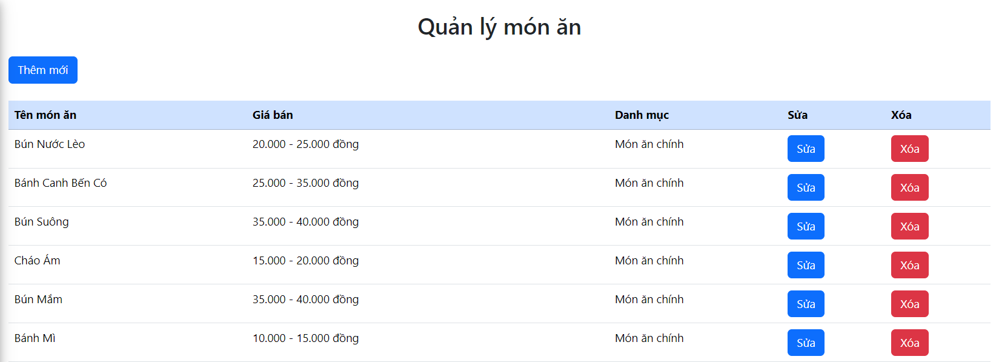 Quản lý món ăn
Thêm mới
Tên món ăn Giá bán Danh mục Sửa Xóa
Bún Nước Lèo 20.000 - 25.000 đồng Món ăn chính Sửa Xóa
Bánh Canh Bến Có 25.000 - 35.000 đồng Món ăn chính Sửa Xóa
Bún Suông 35.000 - 40.000 đồng Món ăn chính Sửa Xóa
Cháo Ám 15.000 - 20.000 đồng Món ăn chính Sửa Xóa
Bún Mắm 35.000 - 40.000 đồng Món ăn chính Sửa Xóa
Bánh Mì 10.000 - 15.000 đồng Món ăn chính Sửa Xóa